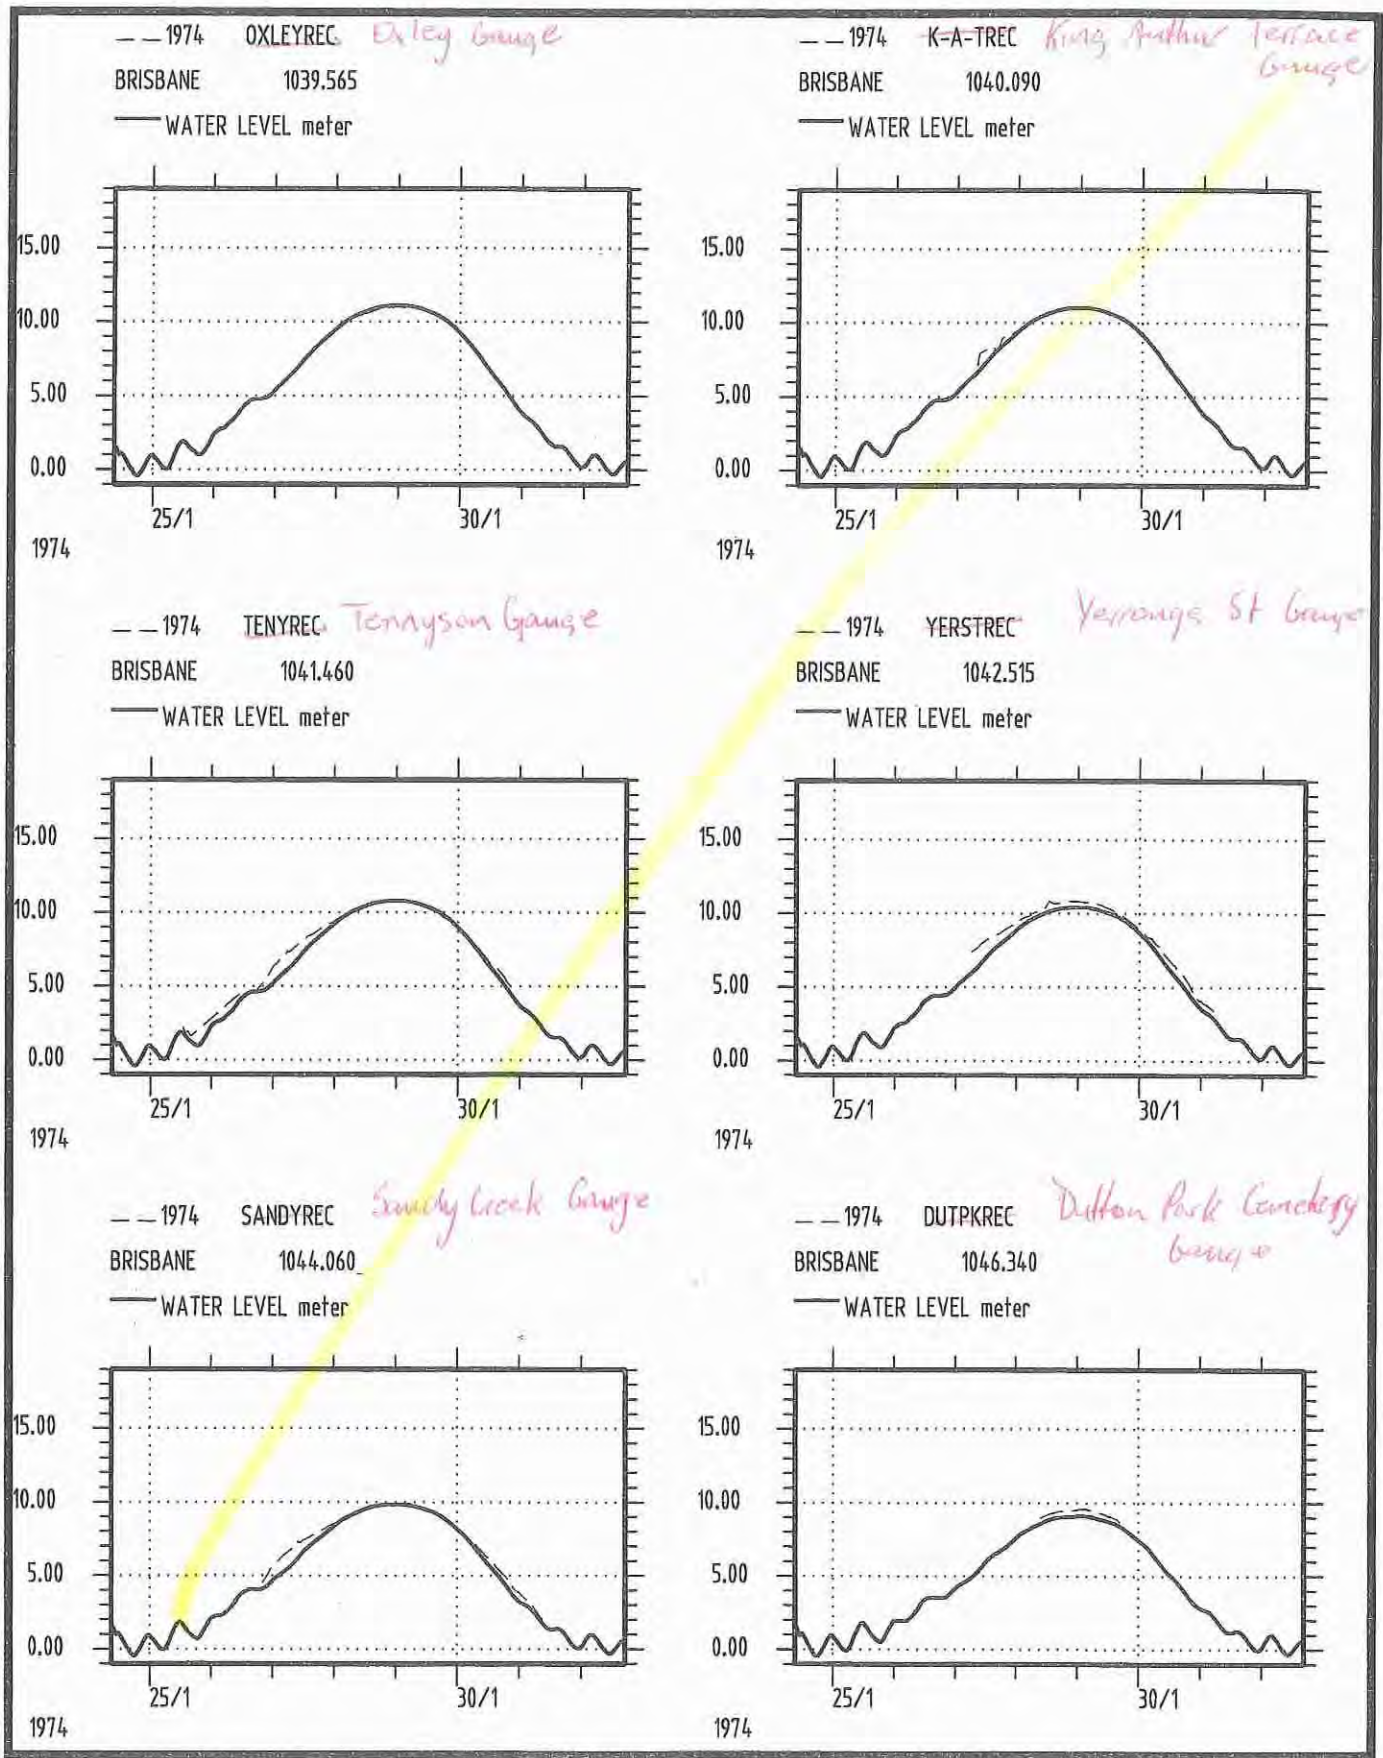 — — 1974 OXLEYREC Oxley Gauge
BRISBANE 1039.565
WATER LEVEL meter
15.00
10.00
5.00
0.00
25/1 30/1
1974
— — 1974 K-A-TREC King Authur Terrace
Gauge
BRISBANE 1040.090
WATER LEVEL meter
15.00
10.00
5.00
0.00
25/1 30/1
1974
— — 1974 TENYREC Tennyson Gauge
BRISBANE 1041.460
WATER LEVEL meter
15.00
10.00
5.00
0.00
25/1 30/1
1974
— — 1974 YERSTREC Yerronga St Gauge
BRISBANE 1042.515
WATER LEVEL meter
15.00
10.00
5.00
0.00
25/1 30/1
1974
— — 1974 SANDYREC Sandy Creek Gauge
BRISBANE 1044.060
WATER LEVEL meter
15.00
10.00
5.00
0.00
25/1 30/1
1974
— — 1974 DUTPKREC Dutton Park Cemetery
Gauge
BRISBANE 1046.340
WATER LEVEL meter
15.00
10.00
5.00
0.00
25/1 30/1
1974